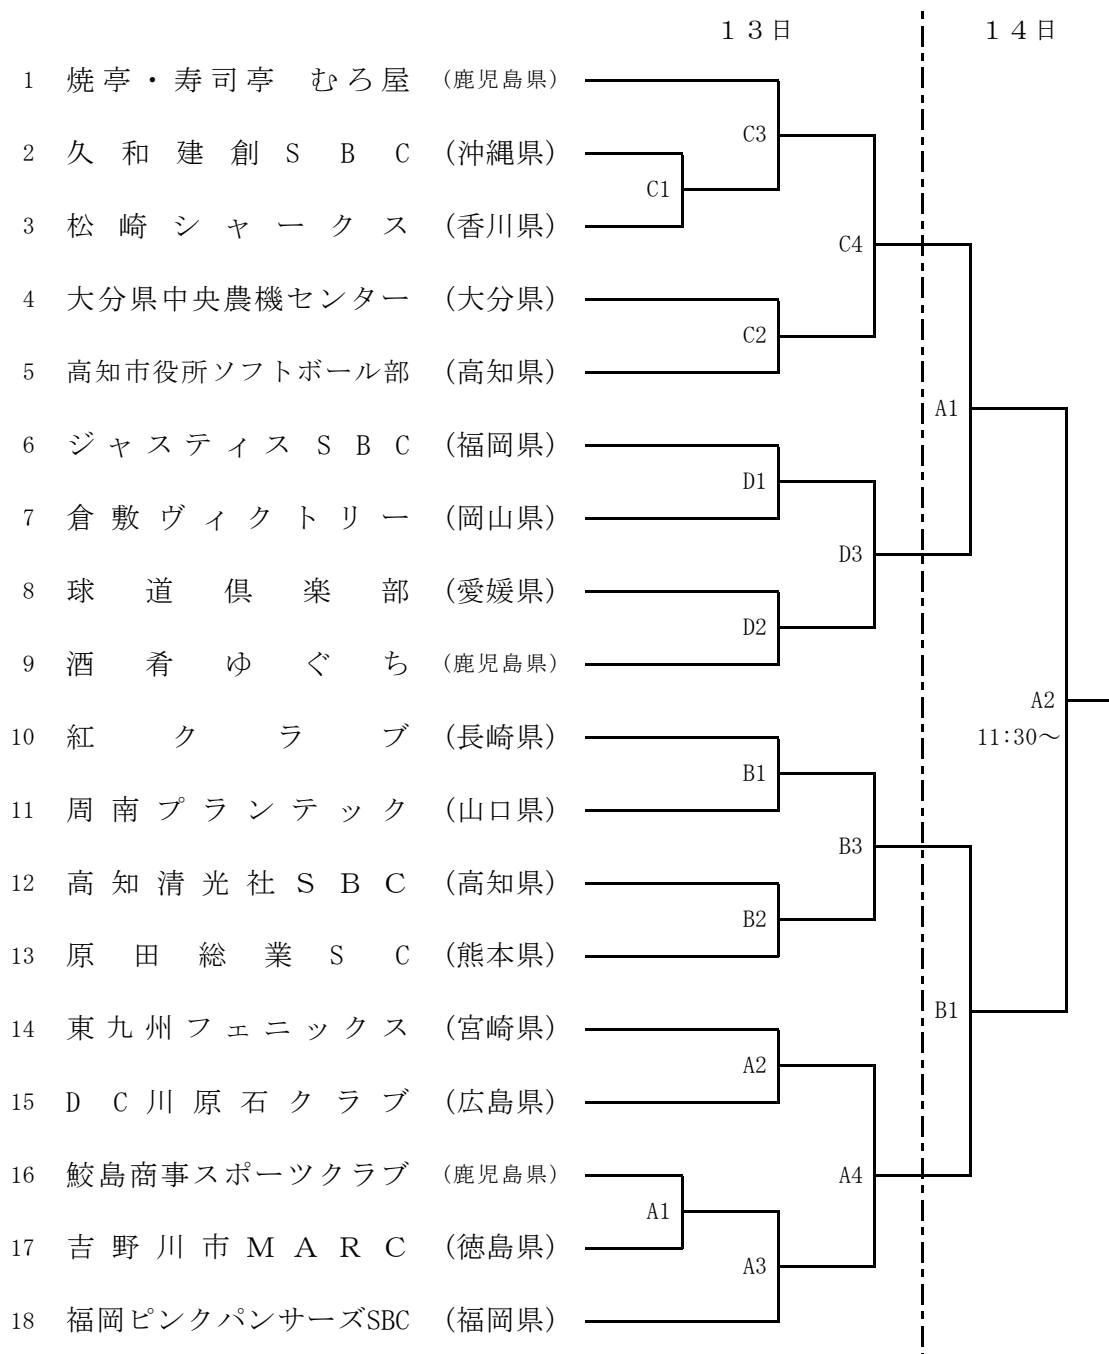 １３日 １４日
1 焼亭・寿司亭 むろ屋 (鹿児島県)
C3
2 久和建創ＳＢＣ (沖縄県)
C1
3 松崎シャークス (香川県)
C4
4 大分県中央農機センター (大分県)
C2
5 高知市役所ソフトボール部 (高知県)
A1
6 ジャスティスＳＢＣ (福岡県)
D1
7 倉敷ヴィクトリー (岡山県)
D3
8 球道倶楽部 (愛媛県)
D2
9 酒肴ゆぐち (鹿児島県)
A2
10 紅クラブ (長崎県)
11:30～
B1
11 周南プランテック (山口県)
B3
12 高知清光社ＳＢＣ (高知県)
B2
13 原田総業ＳＣ (熊本県)
B1
14 東九州フェニックス (宮崎県)
A2
15 ＤＣ川原石クラブ (広島県)
16 鮫島商事スポーツクラブ (鹿児島県)
A4
A1
17 吉野川市ＭＡＲＣ (徳島県)
A3
18 福岡ピンクパンサーズSBC (福岡県)